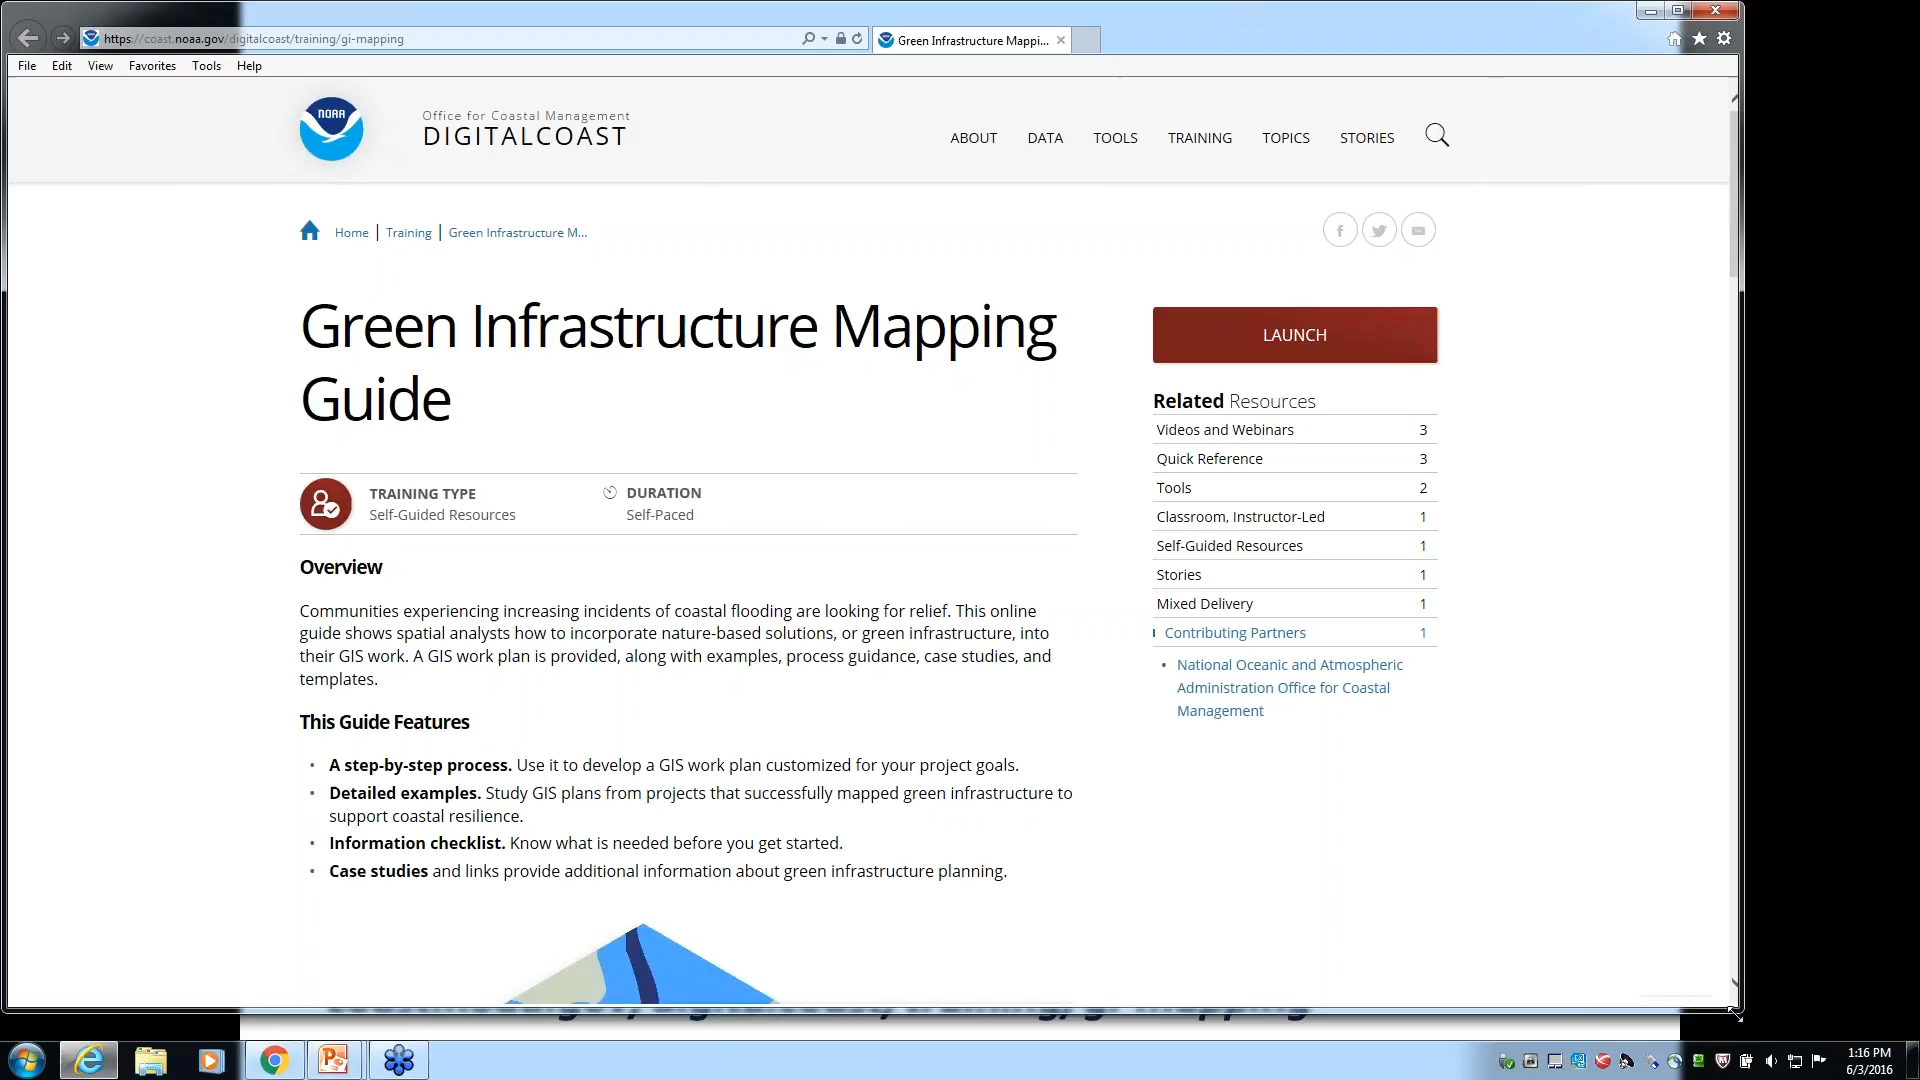 https://coast.noaa.gov/digitalcoast/training/gi-mapping
Green Infrastructure Mappi...
File Edit View Favorites Tools Help
NOAA
Office for Coastal Management
DIGITALCOAST
ABOUT DATA TOOLS TRAINING TOPICS STORIES
Home | Training | Green Infrastructure M...
Green Infrastructure Mapping
Guide
TRAINING TYPE
Self-Guided Resources
DURATION
Self-Paced
Overview
Communities experiencing increasing incidents of coastal flooding are looking for relief. This online
guide shows spatial analysts how to incorporate nature-based solutions, or green infrastructure, into
their GIS work. A GIS work plan is provided, along with examples, process guidance, case studies, and
templates.
This Guide Features
• A step-by-step process. Use it to develop a GIS work plan customized for your project goals.
• Detailed examples. Study GIS plans from projects that successfully mapped green infrastructure to
support coastal resilience.
• Information checklist. Know what is needed before you get started.
• Case studies and links provide additional information about green infrastructure planning.
LAUNCH
Related Resources
Videos and Webinars 3
Quick Reference 3
Tools 2
Classroom, Instructor-Led 1
Self-Guided Resources 1
Stories 1
Mixed Delivery 1
Contributing Partners 1
• National Oceanic and Atmospheric
Administration Office for Coastal
Management
1:16 PM
6/3/2016